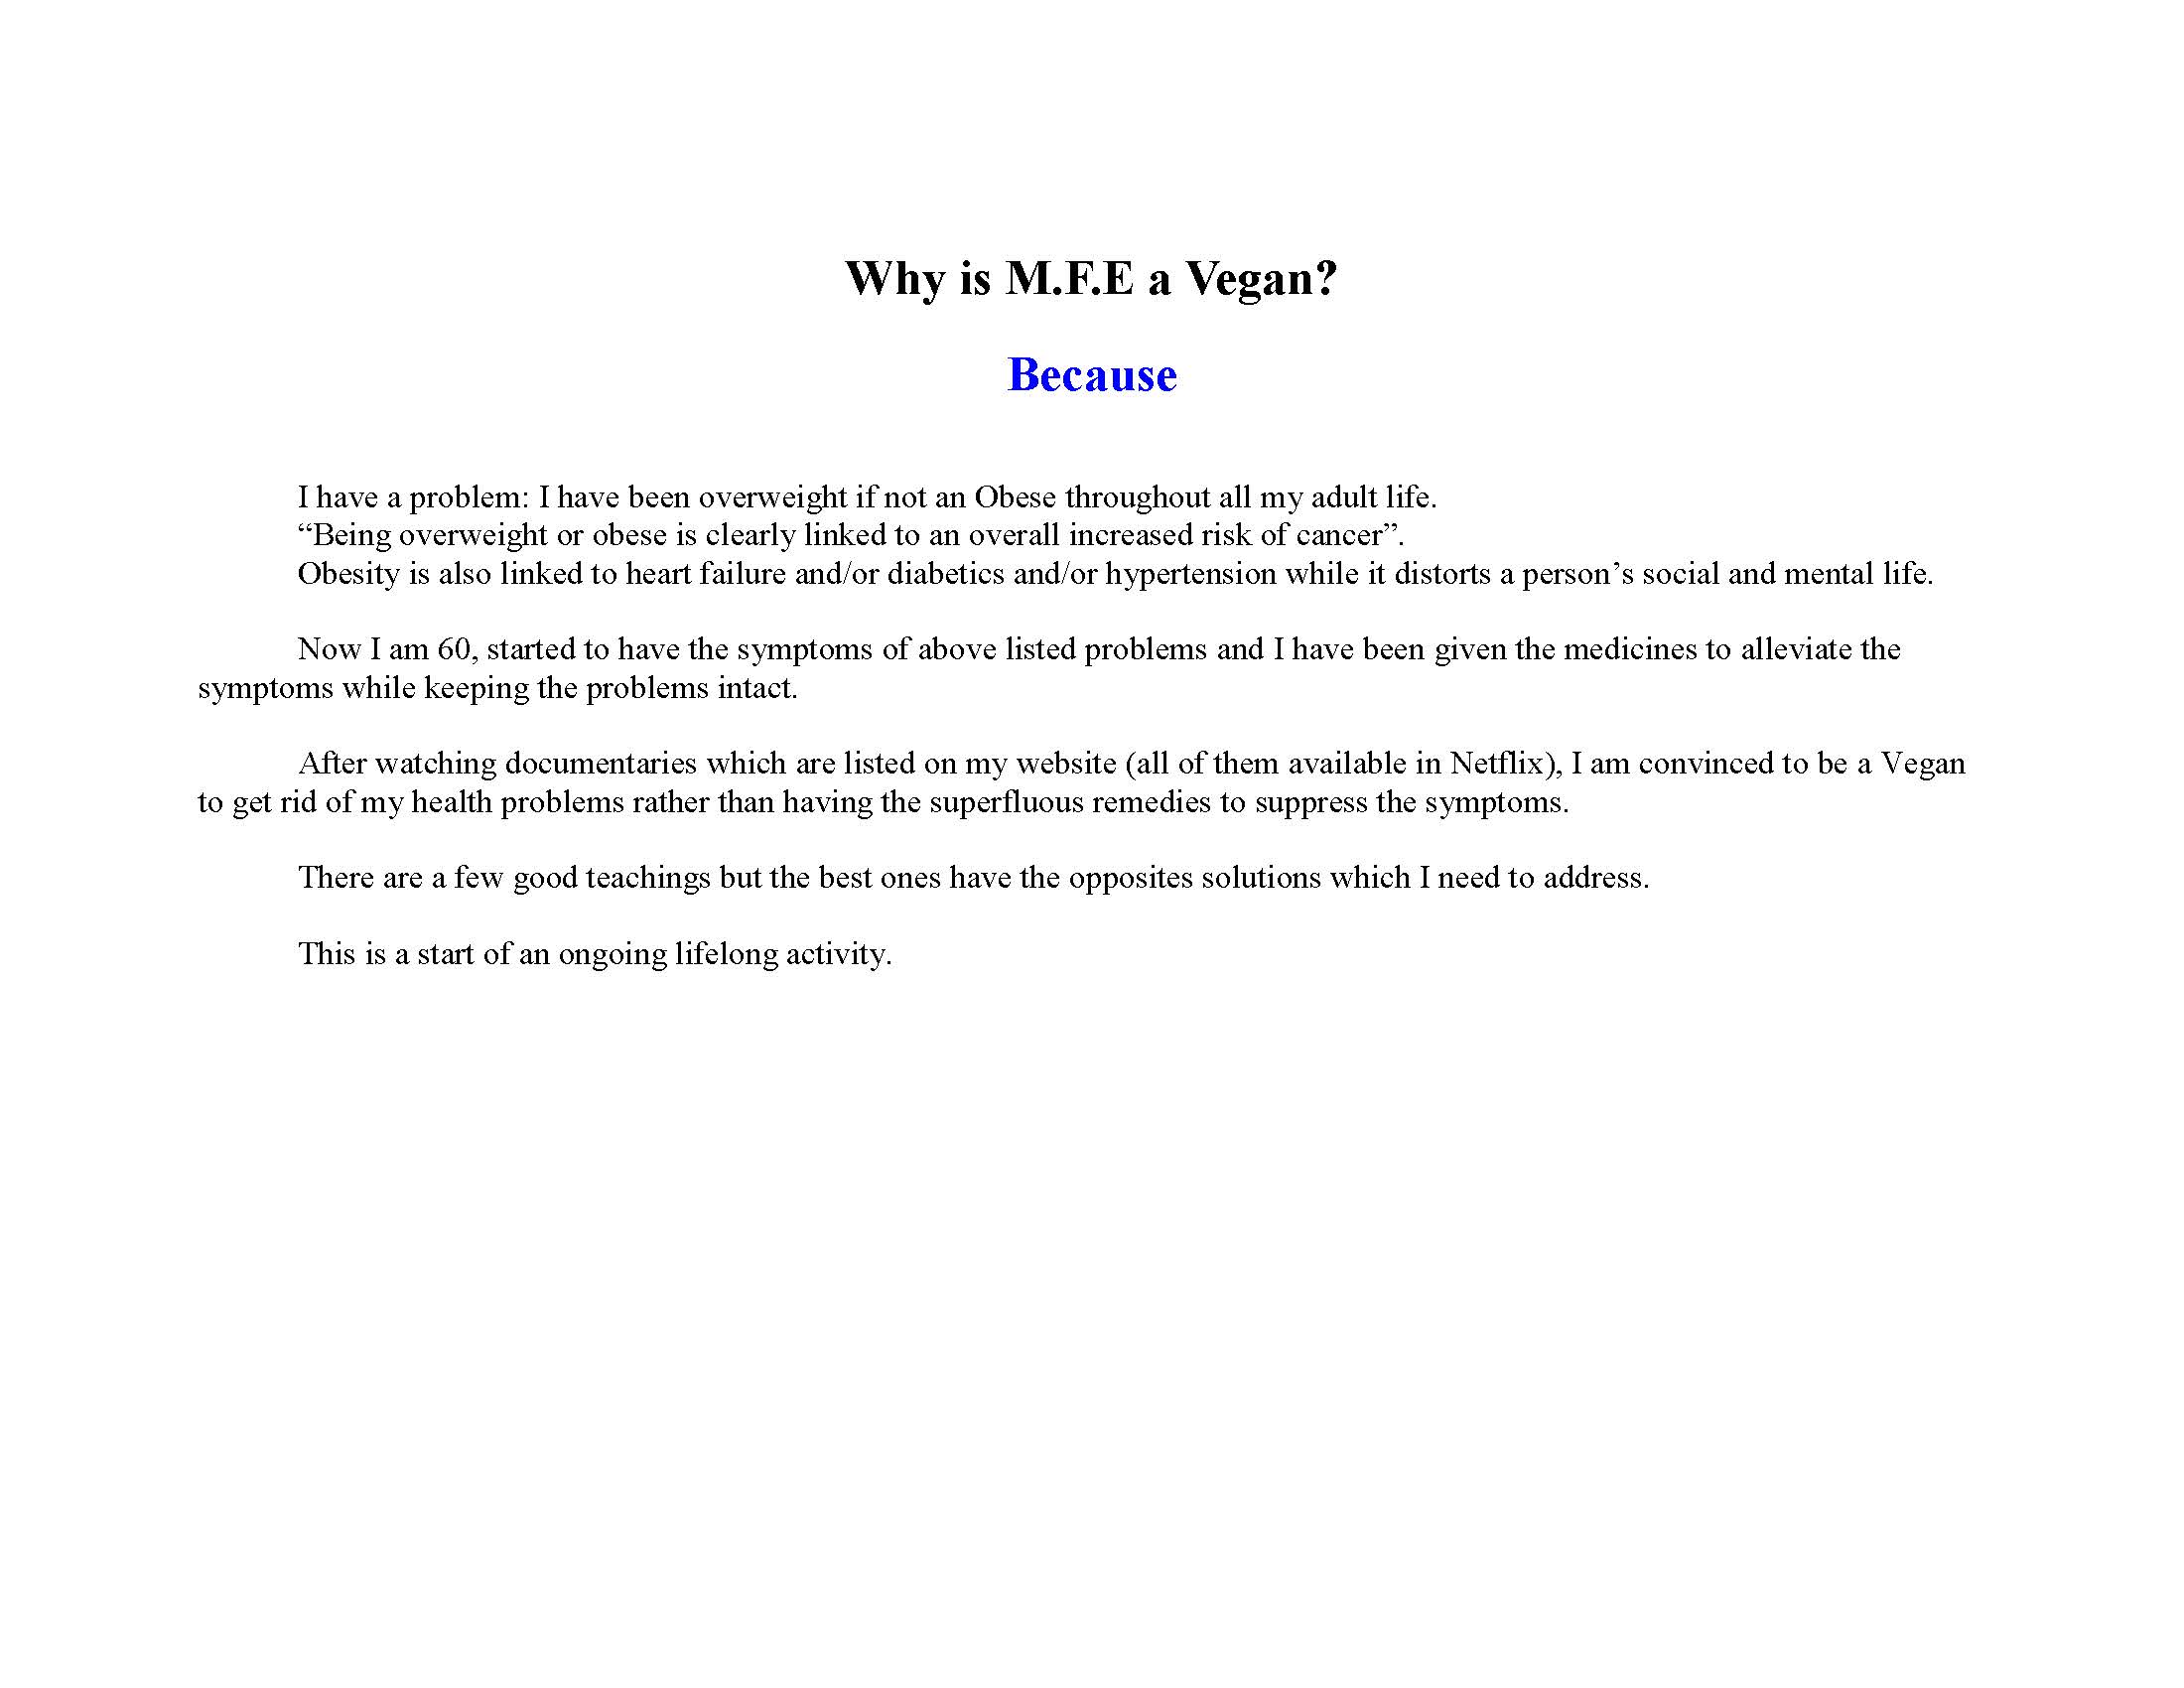 Why is M.F.E a Vegan?
Because
I have a problem: I have been overweight if not an Obese throughout all my adult life.
“Being overweight or obese is clearly linked to an overall increased risk of cancer”.
Obesity is also linked to heart failure and/or diabetics and/or hypertension while it distorts a person’s social and mental life.
Now I am 60, started to have the symptoms of above listed problems and I have been given the medicines to alleviate the
symptoms while keeping the problems intact.
After watching documentaries which are listed on my website (all of them available in Netflix), I am convinced to be a Vegan
to get rid of my health problems rather than having the superfluous remedies to suppress the symptoms.
There are a few good teachings but the best ones have the opposites solutions which I need to address.
This is a start of an ongoing lifelong activity.